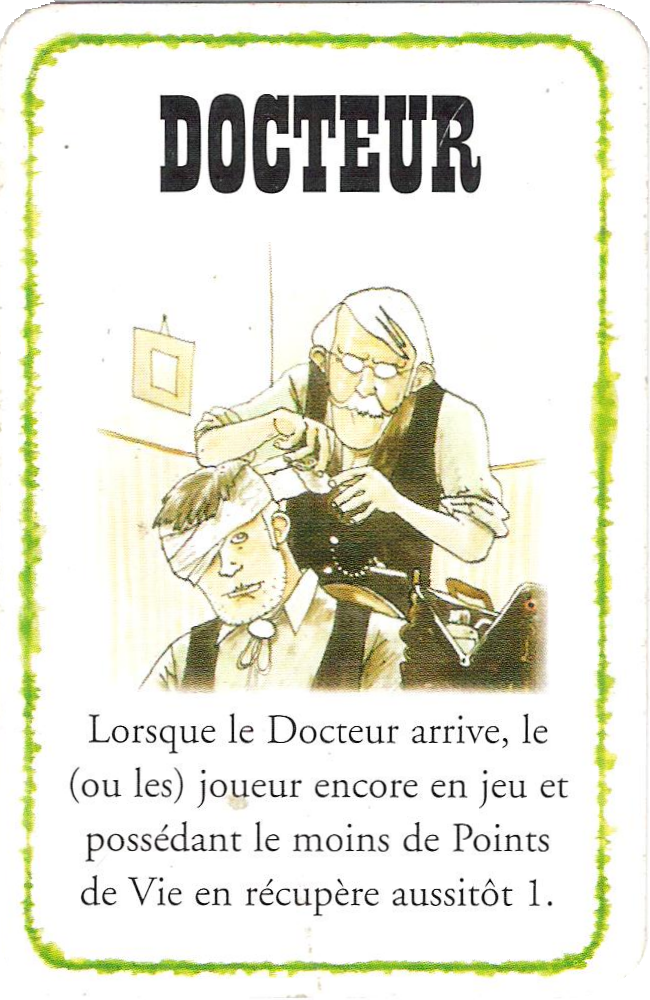 DOCTEUR
Lorsque le Docteur arrive, le
(ou les) joueur encore en jeu et
possédant le moins de Points
de Vie en récupère aussitôt 1.